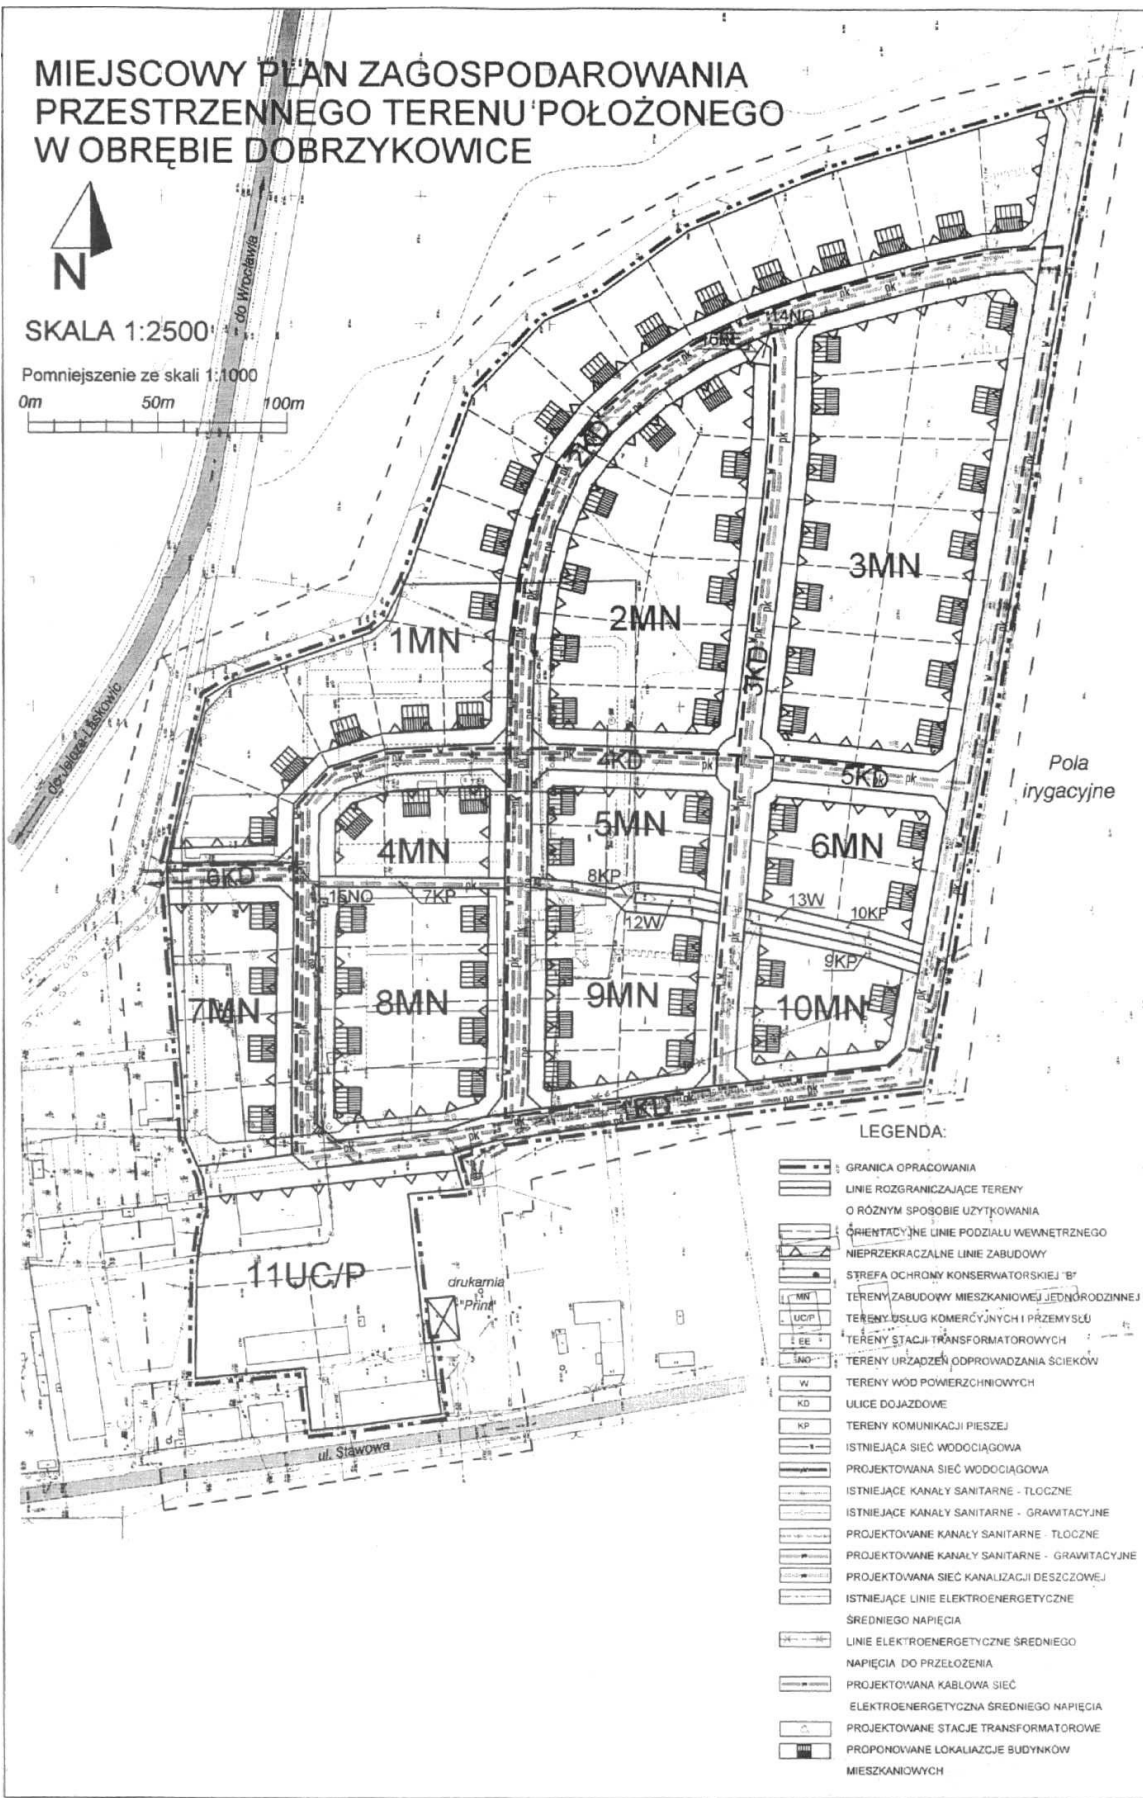 MIEJSCOWY PLAN ZAGOSPODAROWANIA
PRZESTRZENNEGO TERENU POŁOŻONEGO
W OBRĘBIE DOBRZYKOWICE
N
SKALA 1:2500
Pomniejszenie ze skali 1:1000
0m 50m 100m
do Wrocławia
14NO
2KD
3MN
2MN
1MN
3KD
4KD
5KD
Pola
irygacyjne
5MN
6MN
4MN
6KD
8KP
15NO
7KP
13W
10KP
12W
9KP
7MN
8MN
9MN
10MN
1KD
11UC/P
drukarnia
"Print"
ul. Stawowa
LEGENDA:
GRANICA OPRACOWANIA
LINIE ROZGRANICZAJĄCE TERENY
O RÓŻNYM SPOSOBIE UŻYTKOWANIA
ORIENTACYJNE LINIE PODZIAŁU WEWNĘTRZNEGO
NIEPRZEKRACZALNE LINIE ZABUDOWY
STREFA OCHRONY KONSERWATORSKIEJ "B"
MN TERENY ZABUDOWY MIESZKANIOWEJ JEDNORODZINNEJ
UC/P TERENY USŁUG KOMERCYJNYCH I PRZEMYSŁU
EE TERENY STACJI TRANSFORMATOROWYCH
NO TERENY URZĄDZEŃ ODPROWADZANIA ŚCIEKÓW
W TERENY WÓD POWIERZCHNIOWYCH
KD ULICE DOJAZDOWE
KP TERENY KOMUNIKACJI PIESZEJ
ISTNIEJĄCA SIEĆ WODOCIĄGOWA
PROJEKTOWANA SIEĆ WODOCIĄGOWA
ISTNIEJĄCE KANAŁY SANITARNE - TŁOCZNE
ISTNIEJĄCE KANAŁY SANITARNE - GRAWITACYJNE
PROJEKTOWANE KANAŁY SANITARNE - TŁOCZNE
PROJEKTOWANE KANAŁY SANITARNE - GRAWITACYJNE
PROJEKTOWANA SIEĆ KANALIZACJI DESZCZOWEJ
ISTNIEJĄCE LINIE ELEKTROENERGETYCZNE
ŚREDNIEGO NAPIĘCIA
LINIE ELEKTROENERGETYCZNE ŚREDNIEGO
NAPIĘCIA DO PRZEŁOŻENIA
PROJEKTOWANA KABLOWA SIEĆ
ELEKTROENERGETYCZNA ŚREDNIEGO NAPIĘCIA
PROJEKTOWANE STACJE TRANSFORMATOROWE
PROPONOWANE LOKALIAZCJE BUDYNKÓW
MIESZKANIOWYCH